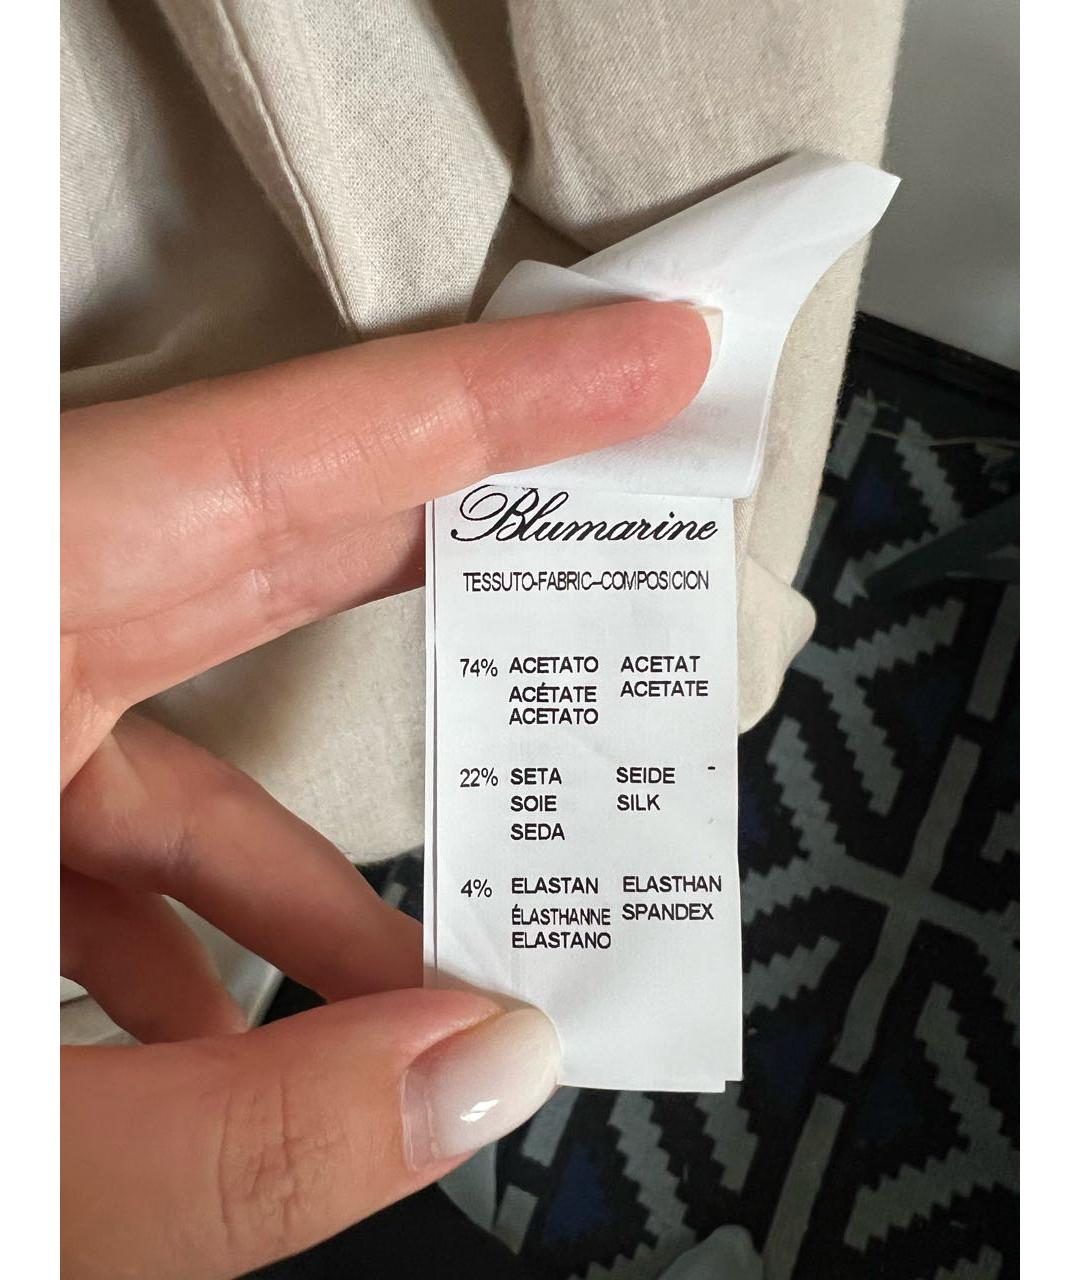 Blumarine
TESSUTO-FABRIC-COMPOSICION
74% ACETATO ACETAT
ACÉTATE ACETATE
ACETATO
22% SETA SEIDE -
SOIE SILK
SEDA
4% ELASTAN ELASTHAN
ÉLASTHANNE SPANDEX
ELASTANO